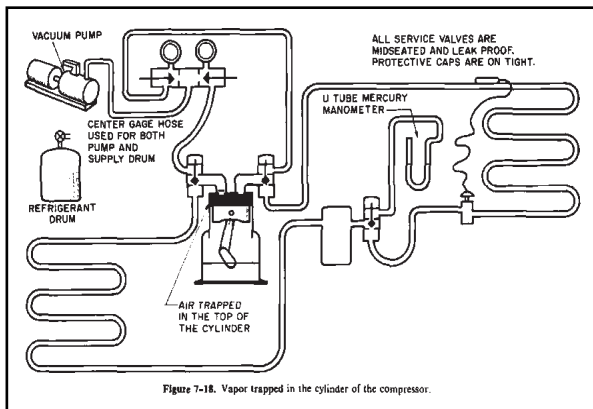 VACUUM PUMP
ALL SERVICE VALVES ARE
MIDSEATED AND LEAK PROOF.
PROTECTIVE CAPS ARE ON TIGHT.
U TUBE MERCURY
MANOMETER
CENTER GAGE HOSE
USED FOR BOTH
PUMP AND
SUPPLY DRUM
REFRIGERANT
DRUM
AIR TRAPPED
IN THE TOP OF
THE CYLINDER
Figure 7-18. Vapor trapped in the cylinder of the compressor.